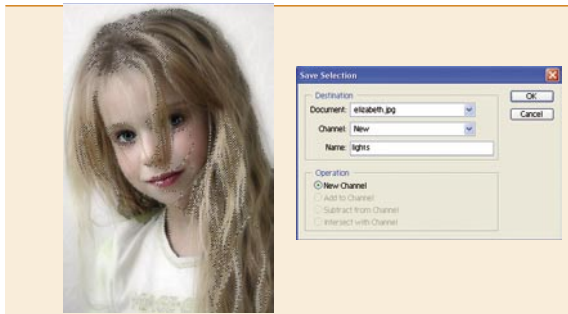 Save Selection
Destination
Document: elizabeth.jpg
Channel: New
Name: lights
OK
Cancel
Operation
New Channel
Add to Channel
Subtract from Channel
Intersect with Channel